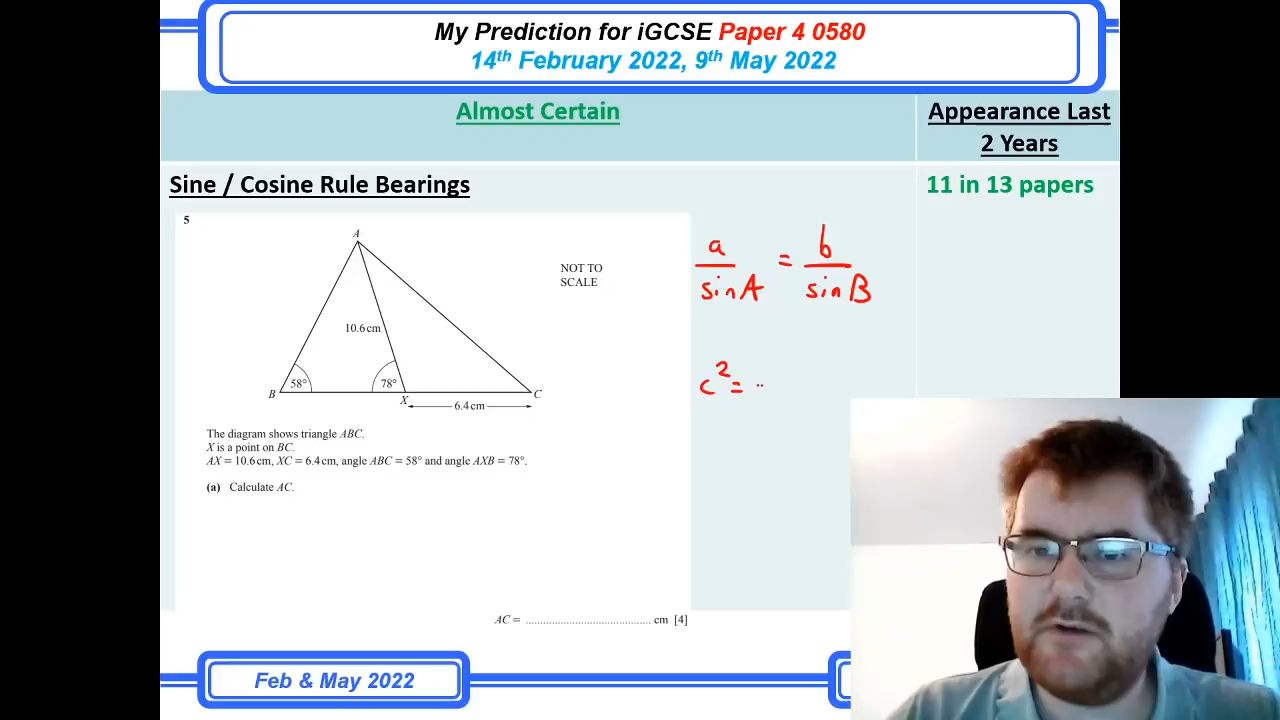 My Prediction for iGCSE Paper 4 0580
14th February 2022, 9th May 2022
Almost Certain
Appearance Last
2 Years
Sine / Cosine Rule Bearings
11 in 13 papers
5
A
NOT TO
SCALE
10.6 cm
58°
78°
B
X
C
6.4 cm
a/sin A = b/sin B
c² =
The diagram shows triangle ABC.
X is a point on BC.
AX = 10.6 cm, XC = 6.4 cm, angle ABC = 58° and angle AXB = 78°.
(a) Calculate AC.
AC = .......................................... cm [4]
Feb & May 2022